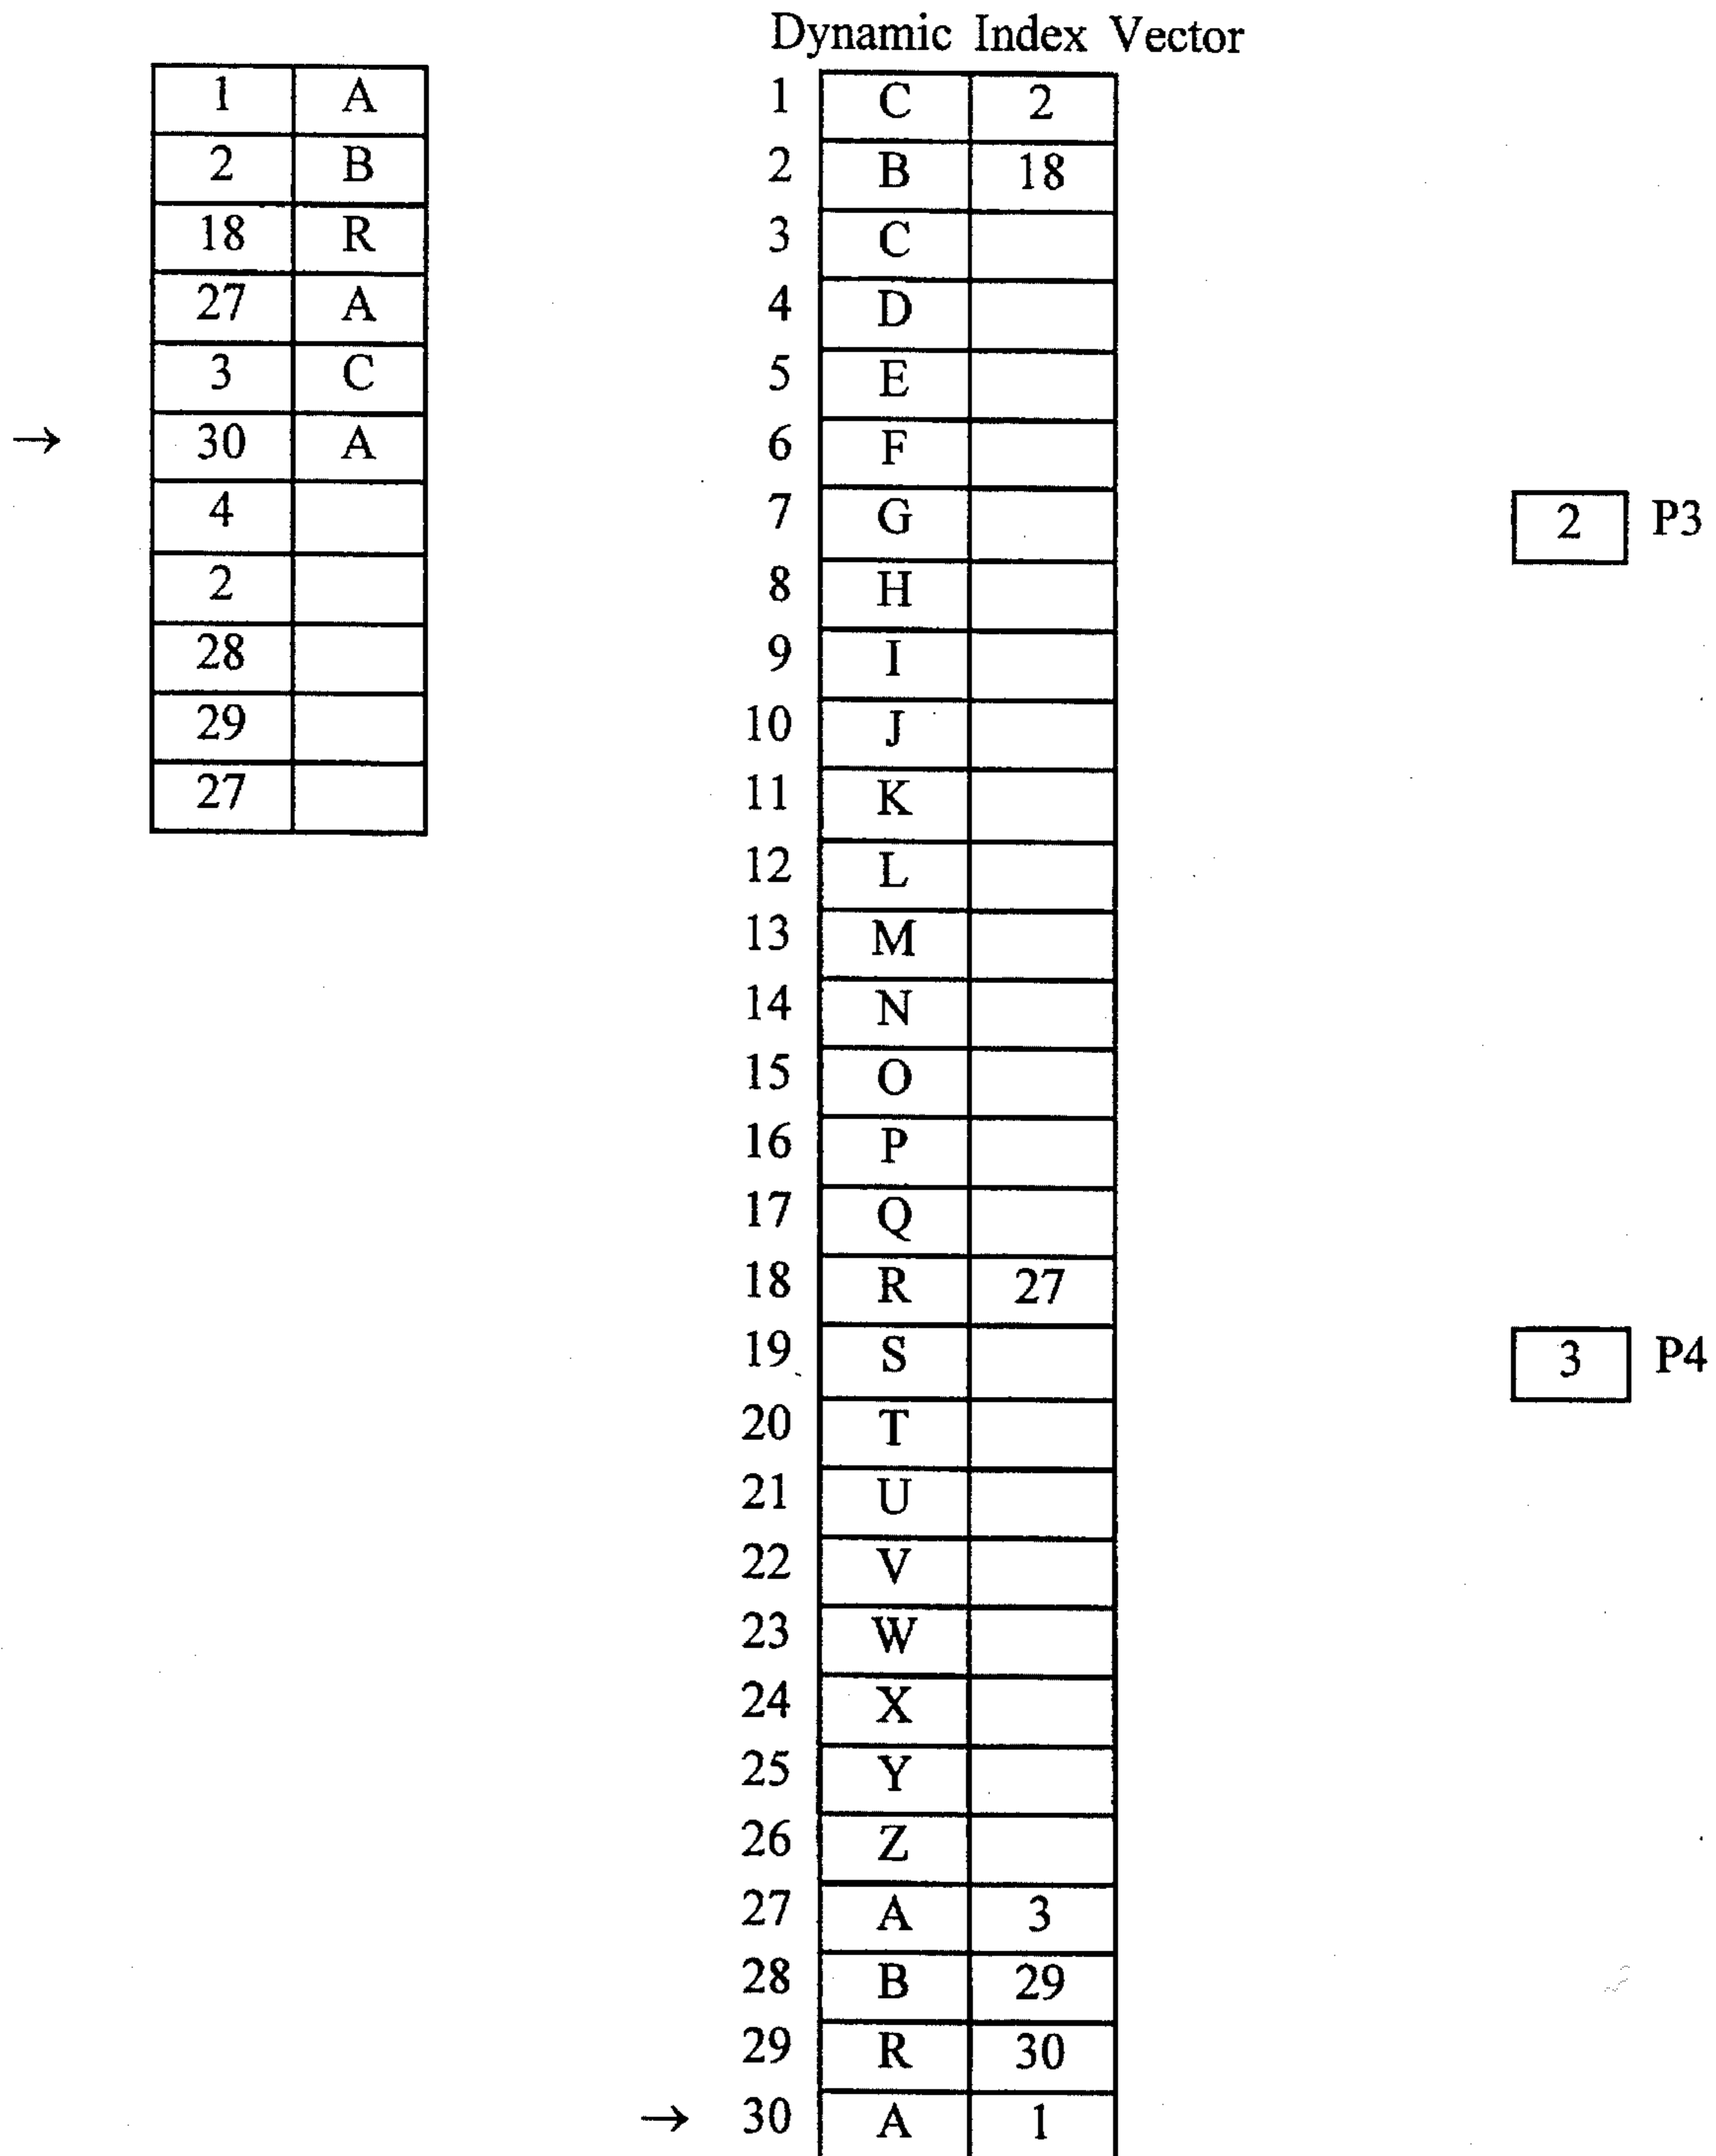 Dynamic Index Vector
1 A
2 B
18 R
27 A
3 C
→ 30 A
4
2
28
29
27
1 C 2
2 B 18
3 C
4 D
5 E
6 F
7 G
8 H
9 I
10 J
11 K
12 L
13 M
14 N
15 O
16 P
17 Q
18 R 27
19 S
20 T
21 U
22 V
23 W
24 X
25 Y
26 Z
27 A 3
28 B 29
29 R 30
→ 30 A 1
2 P3
3 P4